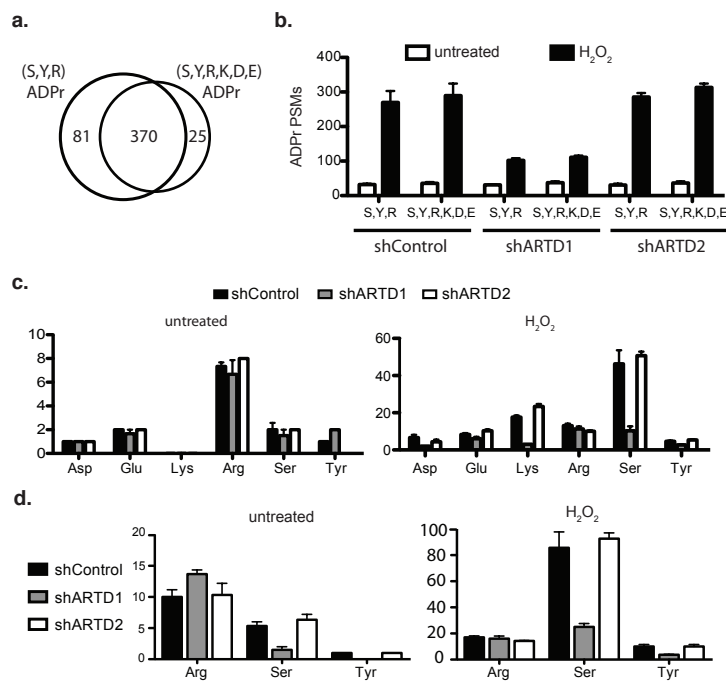 a.
(S,Y,R)
ADPr
(S,Y,R,K,D,E)
ADPr
81
370
25
b.
untreated
H2O2
ADPr PSMs
400
300
200
100
0
S,Y,R
S,Y,R,K,D,E
S,Y,R
S,Y,R,K,D,E
S,Y,R
S,Y,R,K,D,E
shControl
shARTD1
shARTD2
c.
shControl
shARTD1
shARTD2
untreated
10
8
6
4
2
0
Asp
Glu
Lys
Arg
Ser
Tyr
H2O2
60
40
20
0
Asp
Glu
Lys
Arg
Ser
Tyr
d.
shControl
shARTD1
shARTD2
untreated
20
15
10
5
0
Arg
Ser
Tyr
H2O2
100
80
60
40
20
0
Arg
Ser
Tyr